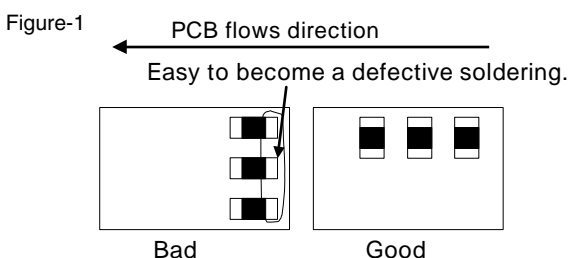 Figure-1
PCB flows direction
Easy to become a defective soldering.
Bad
Good